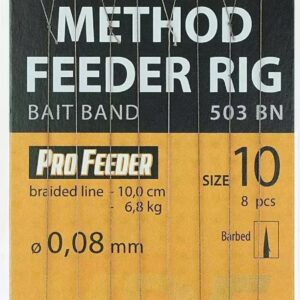 METHOD
FEEDER RIG
BAIT BAND 503 BN
PRO FEEDER
braided line - 10,0 cm
- 6,8 kg
SIZE 10
8 pcs
ø 0,08 mm
Barbed